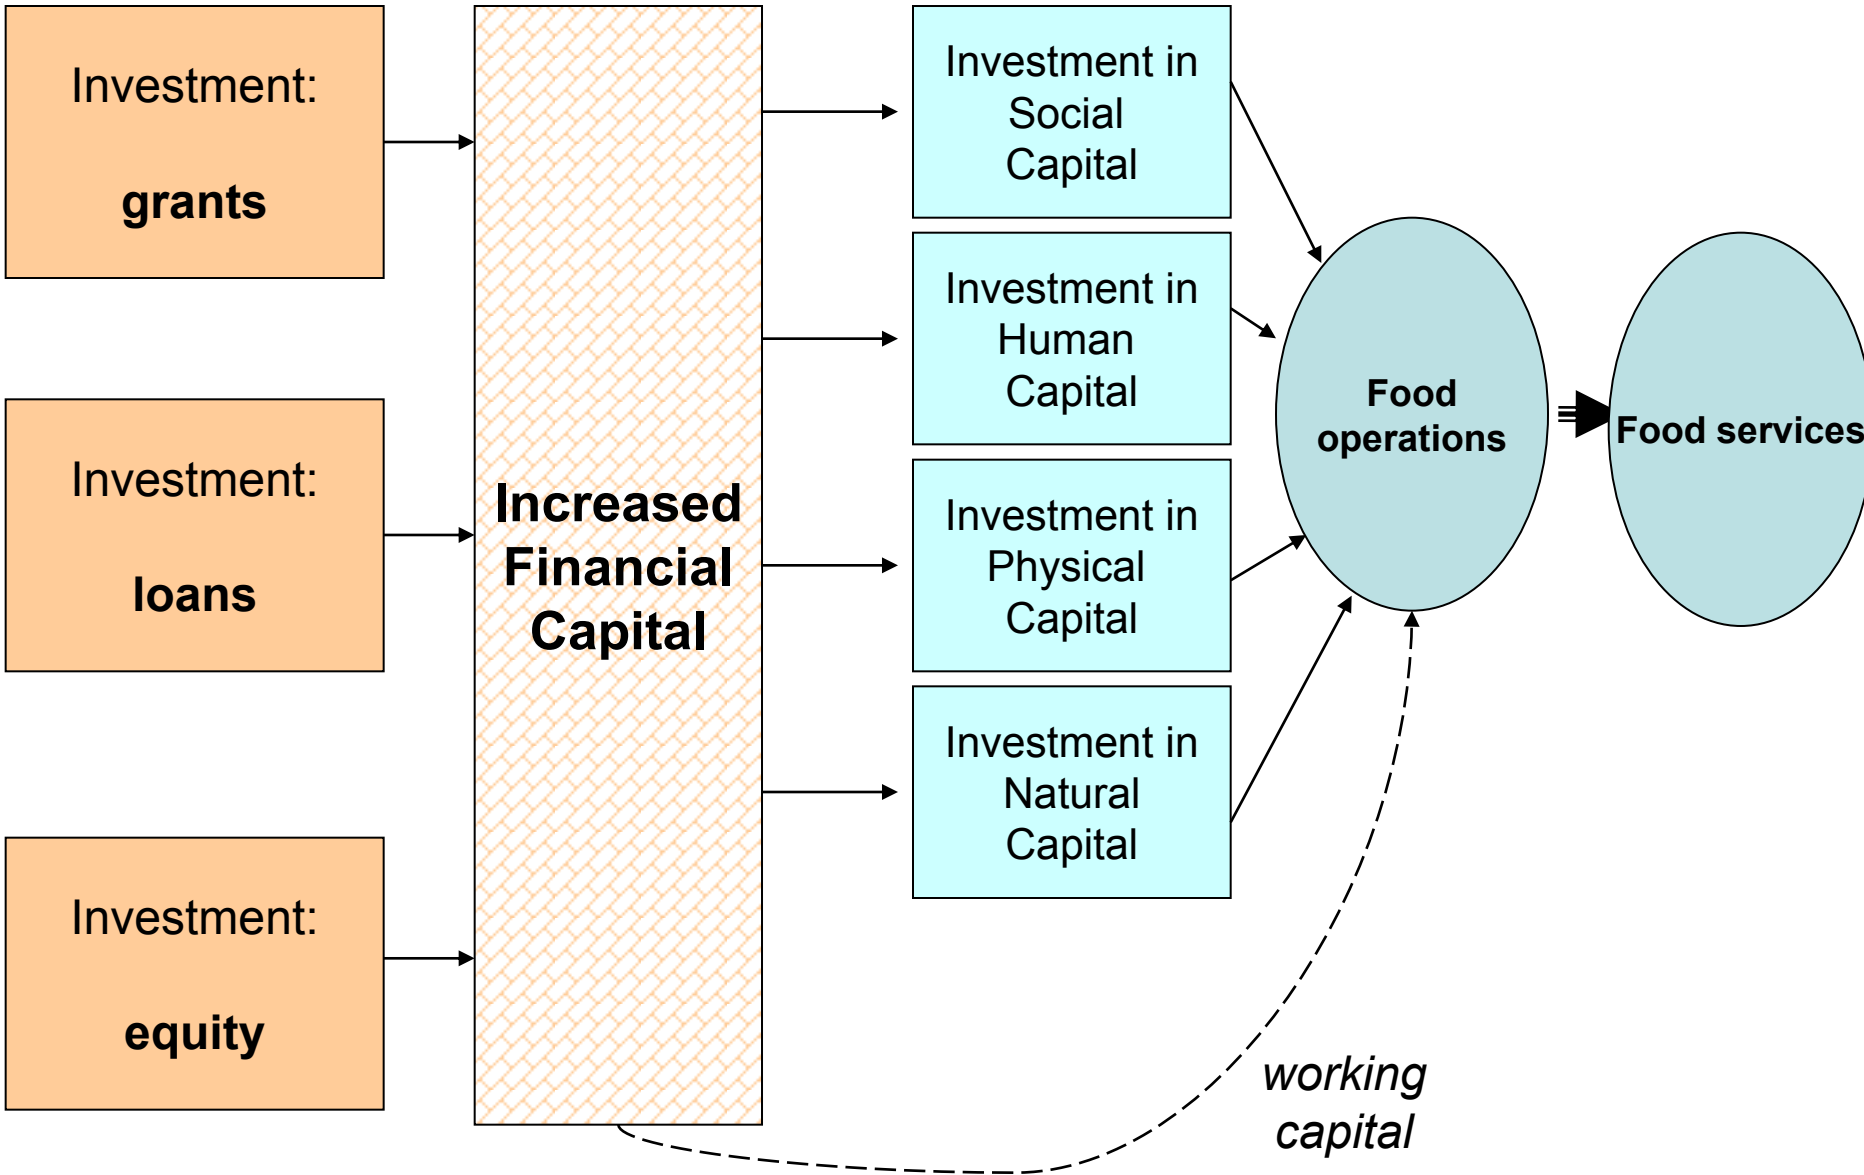 Investment:
grants
Investment:
loans
Investment:
equity
Increased
Financial
Capital
Investment in
Social
Capital
Investment in
Human
Capital
Investment in
Physical
Capital
Investment in
Natural
Capital
Food
operations
Food services
working
capital